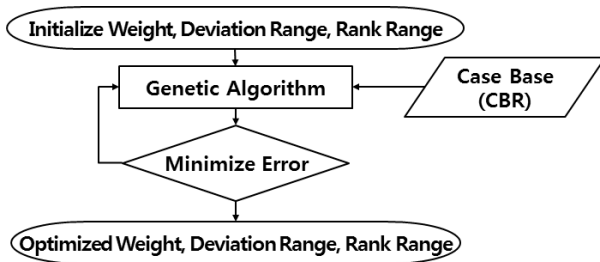 Initialize Weight, Deviation Range, Rank Range
Genetic Algorithm
Case Base
(CBR)
Minimize Error
Optimized Weight, Deviation Range, Rank Range